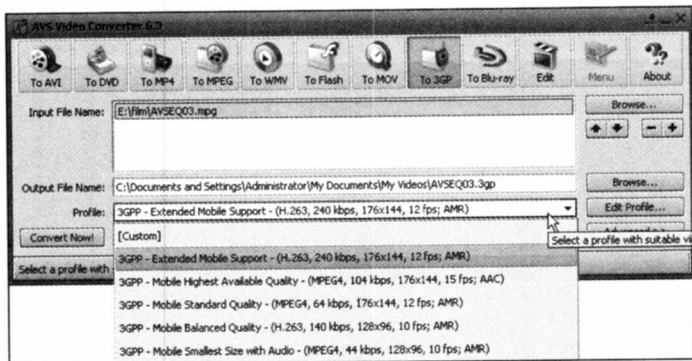 AVS Video Converter 6.3
To AVI To DVD To MP4 To MPEG To WMV To Flash To MOV To 3GP To Blu-ray Edit Menu About
Input File Name: E:\film\AVSEQ03.mpg Browse...
Output File Name: C:\Documents and Settings\Administrator\My Documents\My Videos\AVSEQ03.3gp Browse...
Profile: 3GPP - Extended Mobile Support - (H.263, 240 kbps, 176x144, 12 fps; AMR) Edit Profile...
Convert Now! [Custom] Select a profile with suitable vi
Select a profile with 3GPP - Extended Mobile Support - (H.263, 240 kbps, 176x144, 12 fps; AMR)
3GPP - Mobile Highest Available Quality - (MPEG4, 104 kbps, 176x144, 15 fps; AAC)
3GPP - Mobile Standard Quality - (MPEG4, 64 kbps, 176x144, 12 fps; AMR)
3GPP - Mobile Balanced Quality - (H.263, 140 kbps, 128x96, 10 fps; AMR)
3GPP - Mobile Smallest Size with Audio - (MPEG4, 44 kbps, 128x96, 10 fps; AMR)